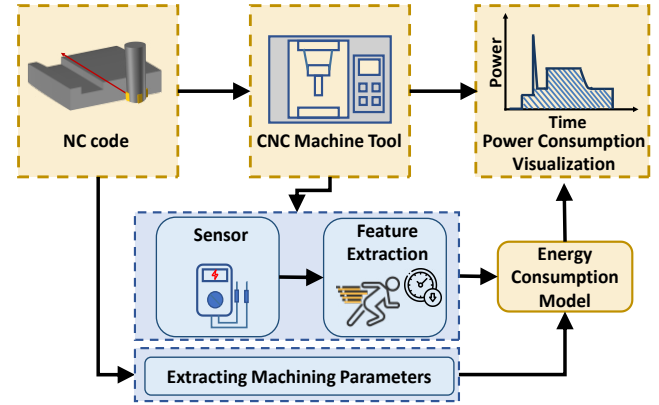 NC code
CNC Machine Tool
Power
Time
Power Consumption
Visualization
Sensor
Feature
Extraction
Energy
Consumption
Model
Extracting Machining Parameters